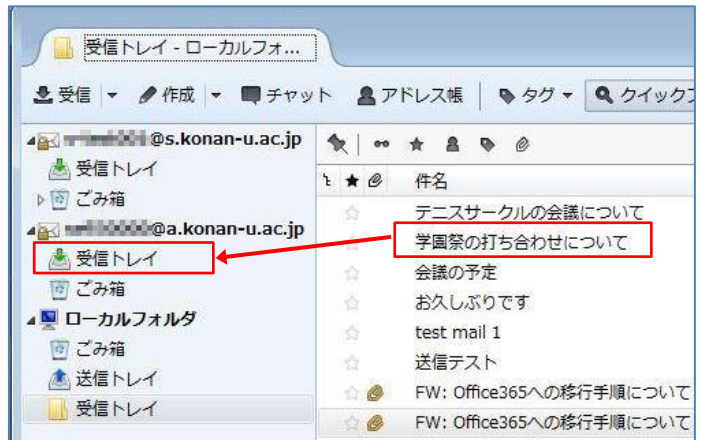 受信トレイ - ローカルフォ...
受信 作成 チャット アドレス帳 タグ クイックフ
@s.konan-u.ac.jp
受信トレイ
ごみ箱
@a.konan-u.ac.jp
受信トレイ
ごみ箱
ローカルフォルダ
ごみ箱
送信トレイ
受信トレイ
件名
テニスサークルの会議について
学園祭の打ち合わせについて
会議の予定
お久しぶりです
test mail 1
送信テスト
FW: Office365への移行手順について
FW: Office365への移行手順について